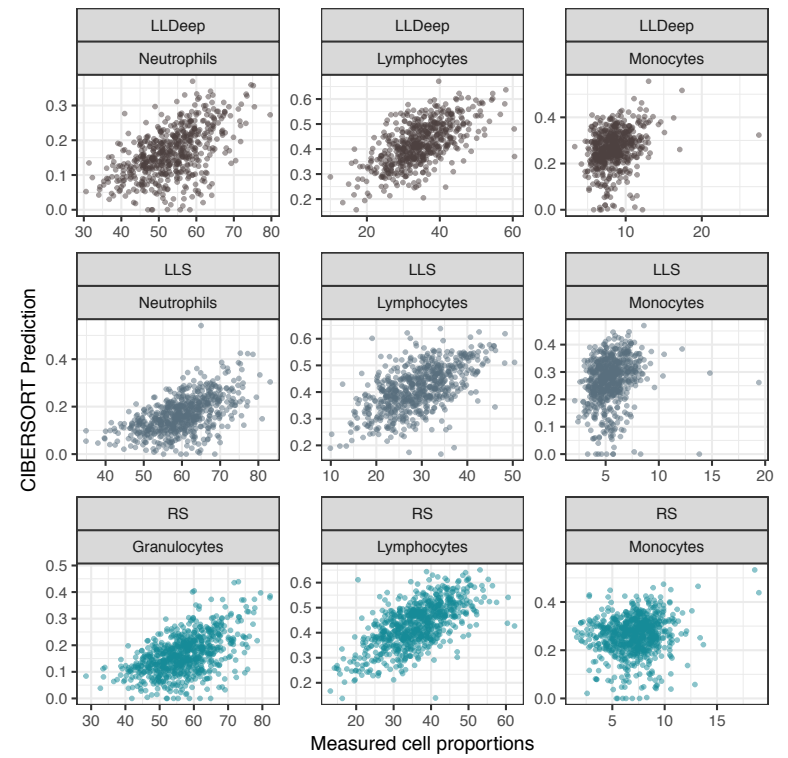 LLDeep LLDeep LLDeep
Neutrophils Lymphocytes Monocytes
0.3
0.2
0.1
0.0
30 40 50 60 70 80
0.6
0.5
0.4
0.3
0.2
20 40 60
0.4
0.2
0.0
10 20
LLS LLS LLS
Neutrophils Lymphocytes Monocytes
0.4
0.2
0.0
40 50 60 70 80
0.6
0.5
0.4
0.3
0.2
10 20 30 40 50
0.4
0.3
0.2
0.1
0.0
5 10 15 20
CIBERSORT Prediction
RS RS RS
Granulocytes Lymphocytes Monocytes
0.5
0.4
0.3
0.2
0.1
0.0
30 40 50 60 70 80
0.6
0.5
0.4
0.3
0.2
20 30 40 50 60
0.4
0.2
0.0
5 10 15
Measured cell proportions